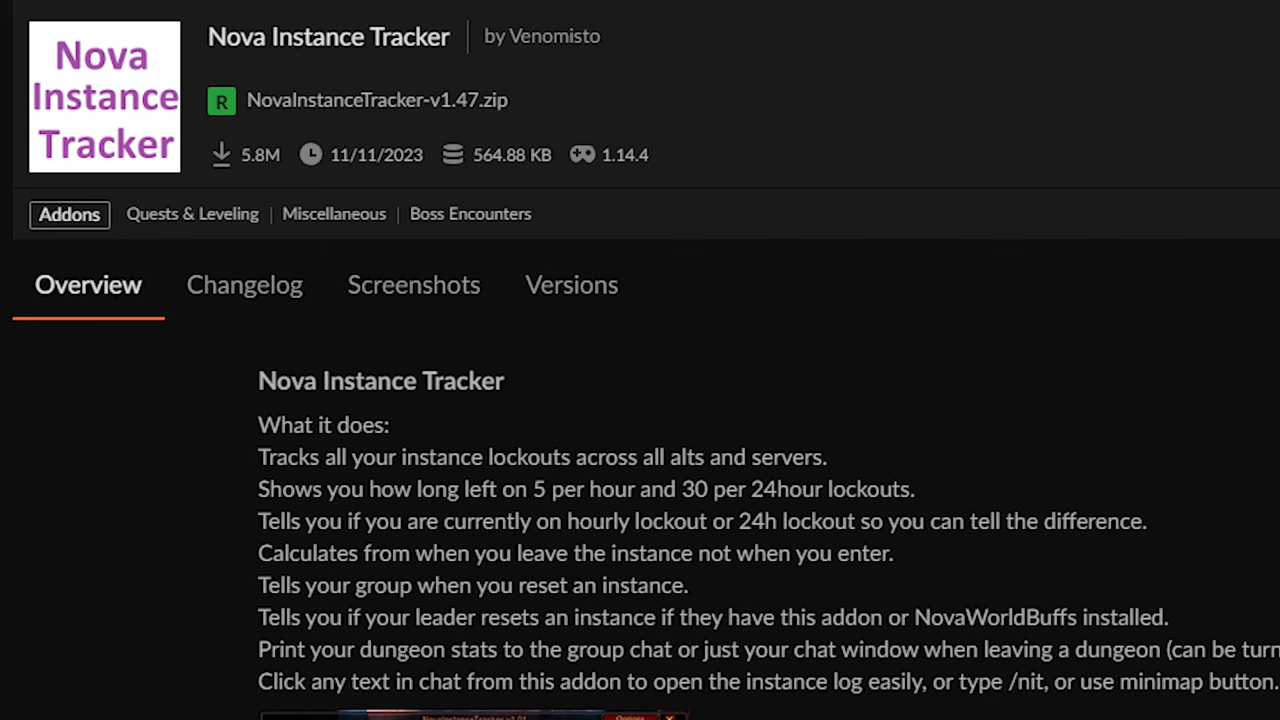 Nova
Instance
Tracker
Nova Instance Tracker by Venomisto
R NovaInstanceTracker-v1.47.zip
5.8M 11/11/2023 564.88 KB 1.14.4
Addons Quests & Leveling Miscellaneous Boss Encounters
Overview Changelog Screenshots Versions
Nova Instance Tracker
What it does:
Tracks all your instance lockouts across all alts and servers.
Shows you how long left on 5 per hour and 30 per 24hour lockouts.
Tells you if you are currently on hourly lockout or 24h lockout so you can tell the difference.
Calculates from when you leave the instance not when you enter.
Tells your group when you reset an instance.
Tells you if your leader resets an instance if they have this addon or NovaWorldBuffs installed.
Print your dungeon stats to the group chat or just your chat window when leaving a dungeon (can be turn
Click any text in chat from this addon to open the instance log easily, or type /nit, or use minimap button.